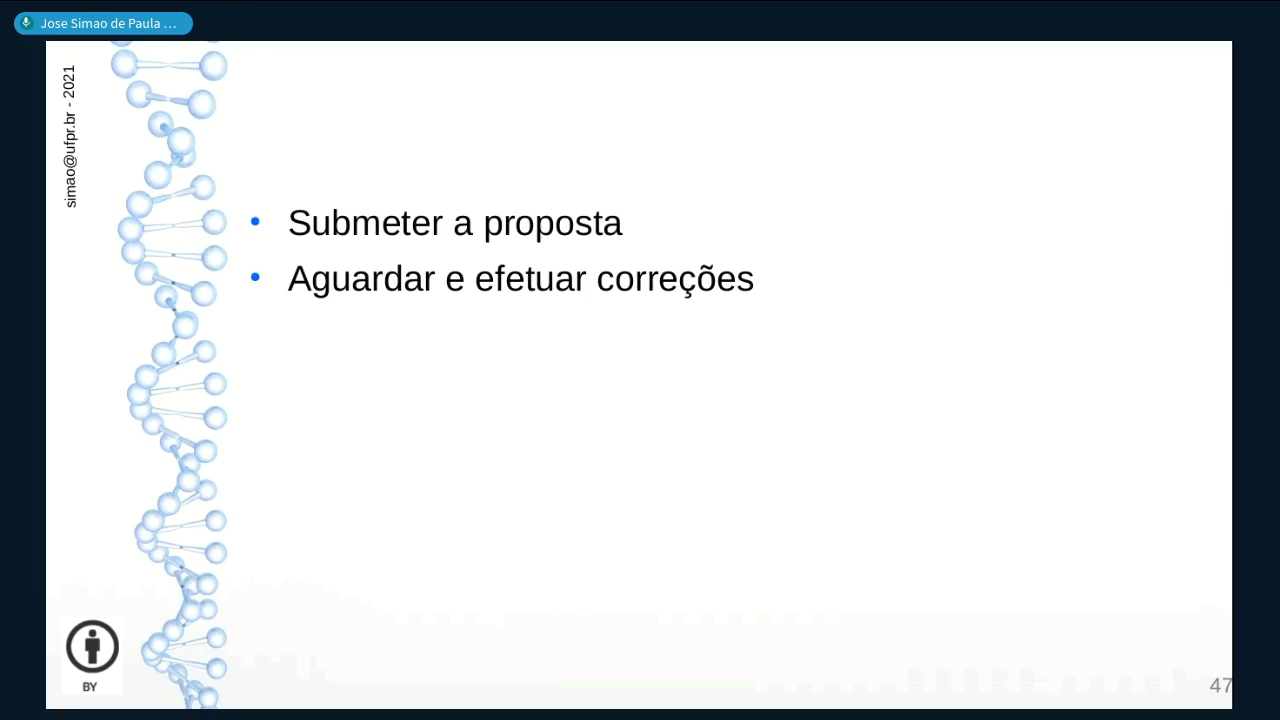 Jose Simao de Paula ...
simao@ufpr.br - 2021
• Submeter a proposta
• Aguardar e efetuar correções
BY
47